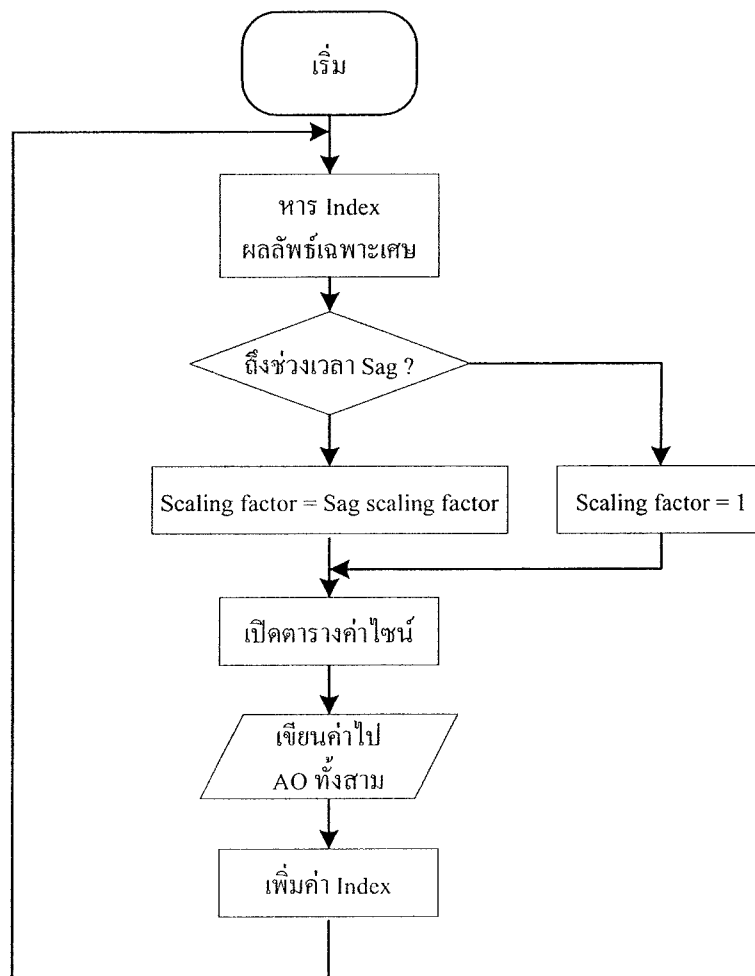 เริ่ม
หาร Index
ผลลัพธ์เฉพาะเศษ
ถึงช่วงเวลา Sag ?
Scaling factor = Sag scaling factor
Scaling factor = 1
เปิดตารางค่าไซน์
เขียนค่าไป
AO ทั้งสาม
เพิ่มค่า Index